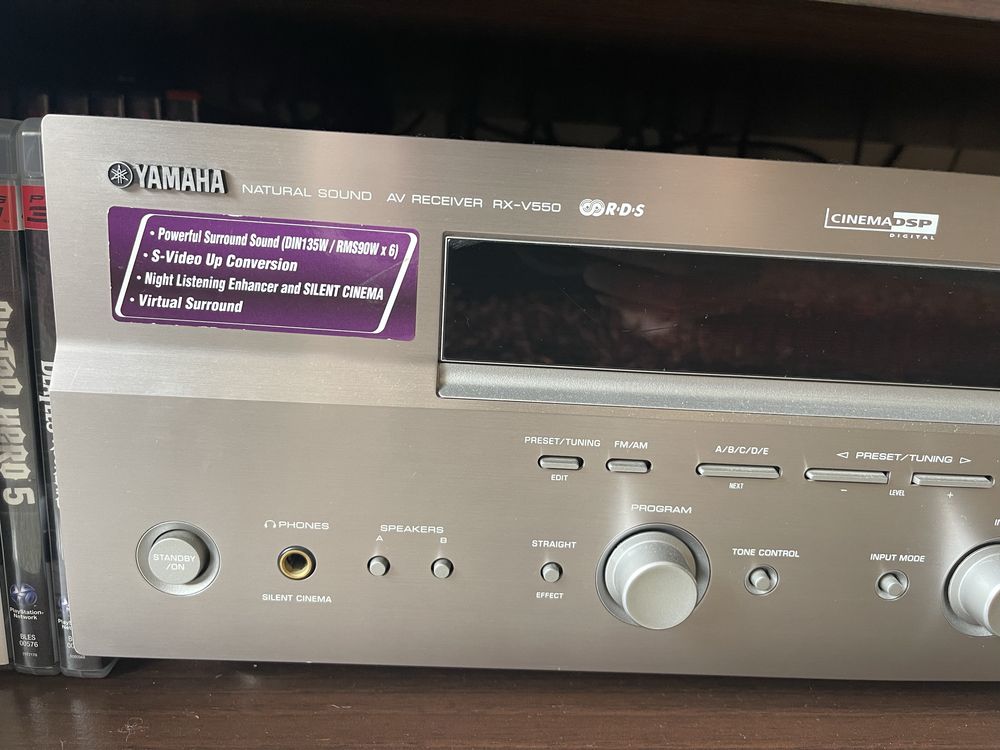 YAMAHA NATURAL SOUND AV RECEIVER RX-V550 R·D·S
CINEMA DSP
DIGITAL
• Powerful Surround Sound (DIN135W / RMS90W x 6)
• S-Video Up Conversion
• Night Listening Enhancer and SILENT CINEMA
• Virtual Surround
PRESET/TUNING FM/AM A/B/C/D/E ◁ PRESET/TUNING ▷
EDIT NEXT − LEVEL +
PROGRAM
PHONES SPEAKERS
A B
STANDBY
/ON
STRAIGHT TONE CONTROL INPUT MODE
SILENT CINEMA EFFECT
5
PlayStation
Network
BLES
00576